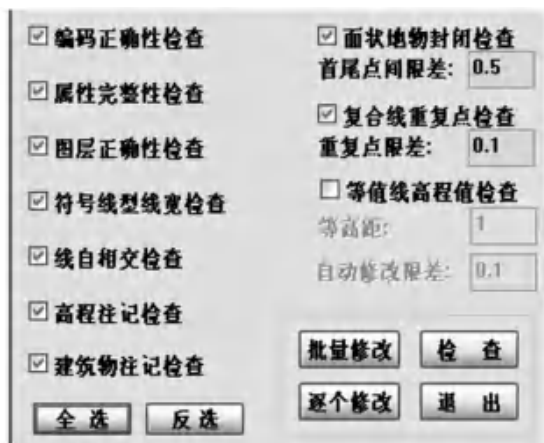 编码正确性检查
属性完整性检查
图层正确性检查
符号线型线宽检查
线自相交检查
高程注记检查
建筑物注记检查
全 选 反 选
面状地物封闭检查
首尾点间限差: 0.5
复合线重复点检查
重复点限差: 0.1
等值线高程值检查
等高距: 1
自动修改限差: 0.1
批量修改 检 查
逐个修改 退 出